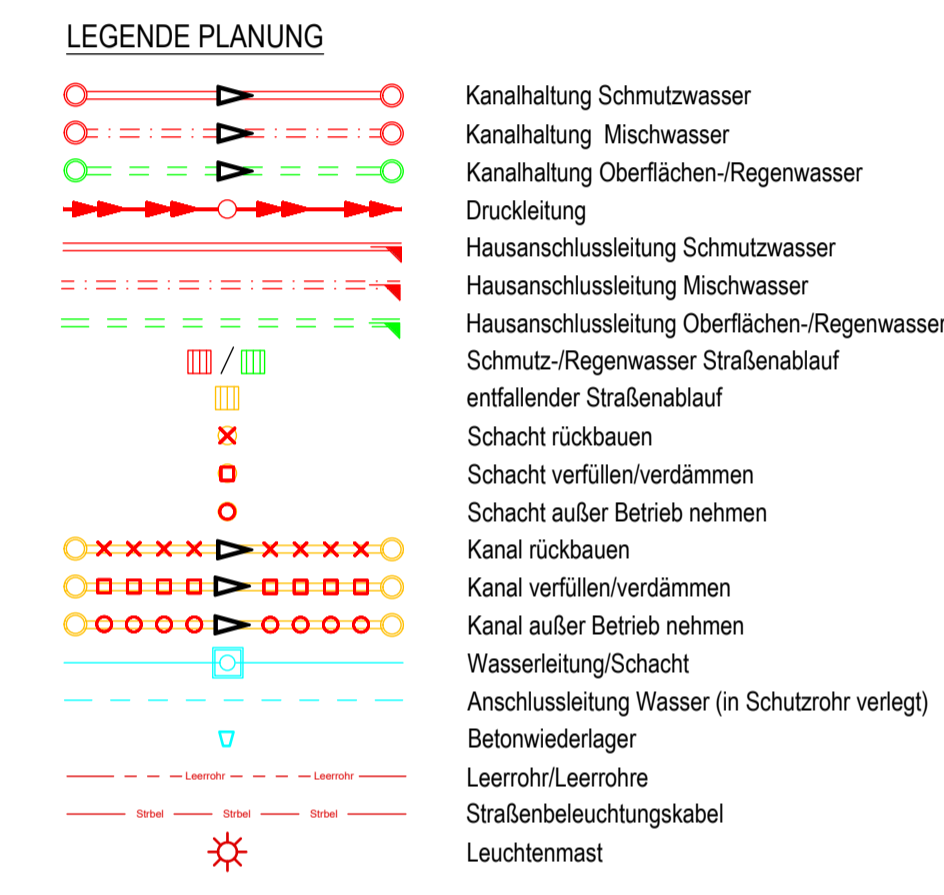 LEGENDE PLANUNG
Kanalhaltung Schmutzwasser
Kanalhaltung Mischwasser
Kanalhaltung Oberflächen-/Regenwasser
Druckleitung
Hausanschlussleitung Schmutzwasser
Hausanschlussleitung Mischwasser
Hausanschlussleitung Oberflächen-/Regenwasser
/ Schmutz-/Regenwasser Straßenablauf
entfallender Straßenablauf
Schacht rückbauen
Schacht verfüllen/verdämmen
Schacht außer Betrieb nehmen
Kanal rückbauen
Kanal verfüllen/verdämmen
Kanal außer Betrieb nehmen
Wasserleitung/Schacht
Anschlussleitung Wasser (in Schutzrohr verlegt)
Betonwiederlager
Leerrohr Leerrohr Leerrohr/Leerrohre
Strbel Strbel Strbel Straßenbeleuchtungskabel
Leuchtenmast